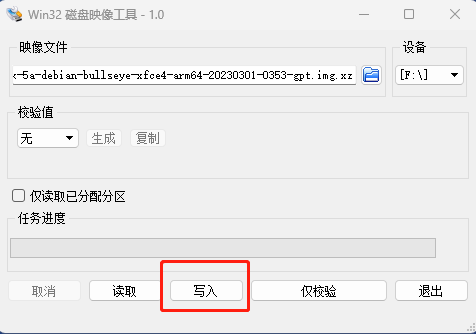 Win32 磁盘映像工具 - 1.0
映像文件
设备
-5a-debian-bullseye-xfce4-arm64-20230301-0353-gpt.img.xz
[F:\]
校验值
无
生成
复制
仅读取已分配分区
任务进度
取消
读取
写入
仅校验
退出